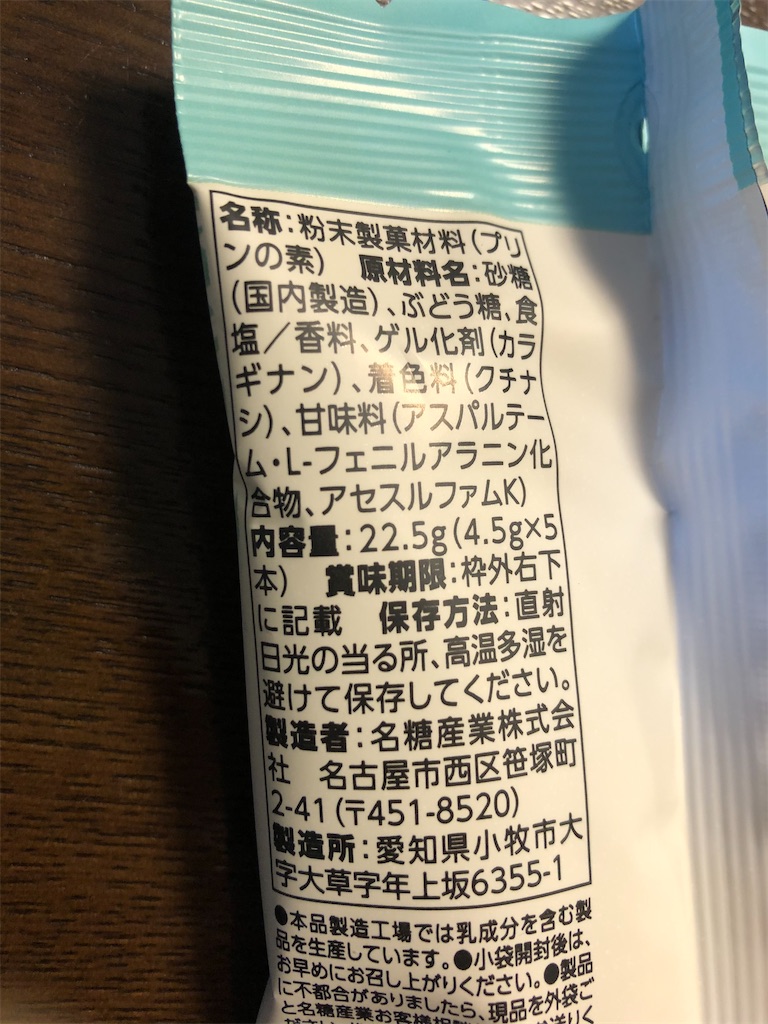 名称:粉末製菓材料(プリ
ンの素) 原材料名:砂糖
(国内製造)、ぶどう糖、食
塩/香料、ゲル化剤(カラ
ギナン)、着色料(クチナ
シ)、甘味料(アスパルテー
ム・L-フェニルアラニン化
合物、アセスルファムK)
内容量:22.5g(4.5g×5
本) 賞味期限:枠外右下
に記載 保存方法:直射
日光の当る所、高温多湿を
避けて保存してください。
製造者:名糖産業株式会
社 名古屋市西区笹塚町
2-41(〒451-8520)
製造所:愛知県小牧市大
字大草字年上坂6355-1
●本品製造工場では乳成分を含む製
品を生産しています。●小袋開封後は、
お早めにお召し上がりください。●製品
に不都合がありましたら、現品を外袋ご
と名糖産業お客様相談